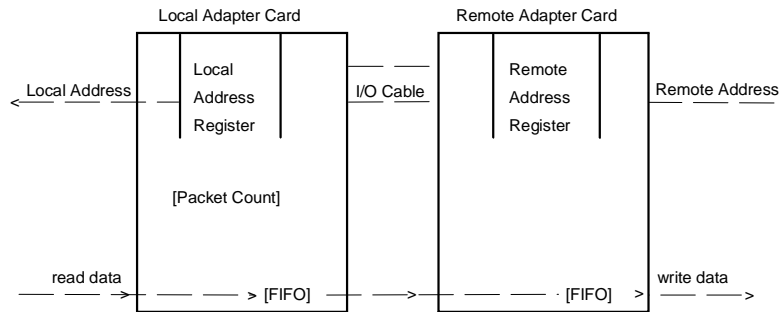 Local Adapter Card
Remote Adapter Card
Local
Address
Register
Remote
Address
Register
Local Address
I/O Cable
Remote Address
[Packet Count]
read data
[FIFO]
[FIFO]
write data